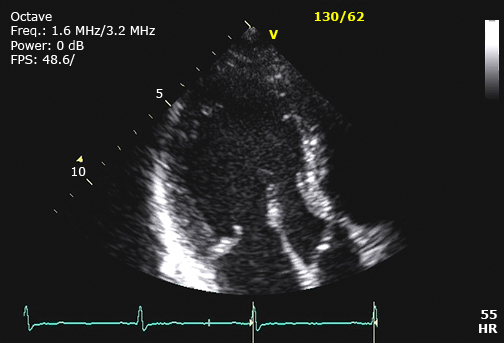 Octave
Freq.: 1.6 MHz/3.2 MHz
Power: 0 dB
FPS: 48.6/
130/62
V
5
10
55
HR